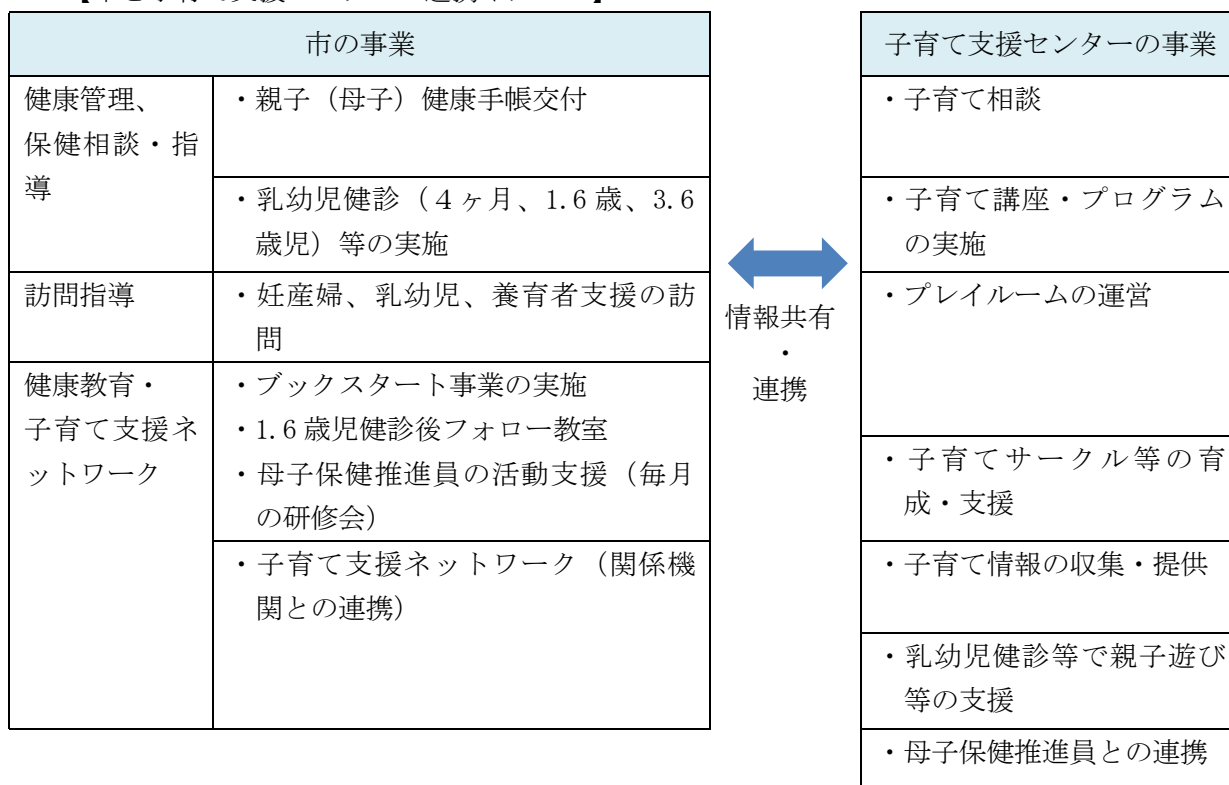 市の事業
健康管理、
保健相談・指
導
・親子（母子）健康手帳交付
・乳幼児健診（４ヶ月、1.6 歳、3.6
歳児）等の実施
訪問指導
・妊産婦、乳幼児、養育者支援の訪
問
健康教育・
子育て支援ネ
ットワーク
・ブックスタート事業の実施
・1.6 歳児健診後フォロー教室
・母子保健推進員の活動支援（毎月
の研修会）
・子育て支援ネットワーク（関係機
関との連携）
情報共有
・
連携
子育て支援センターの事業
・子育て相談
・子育て講座・プログラム
の実施
・プレイルームの運営
・子育てサークル等の育
成・支援
・子育て情報の収集・提供
・乳幼児健診等で親子遊び
等の支援
・母子保健推進員との連携